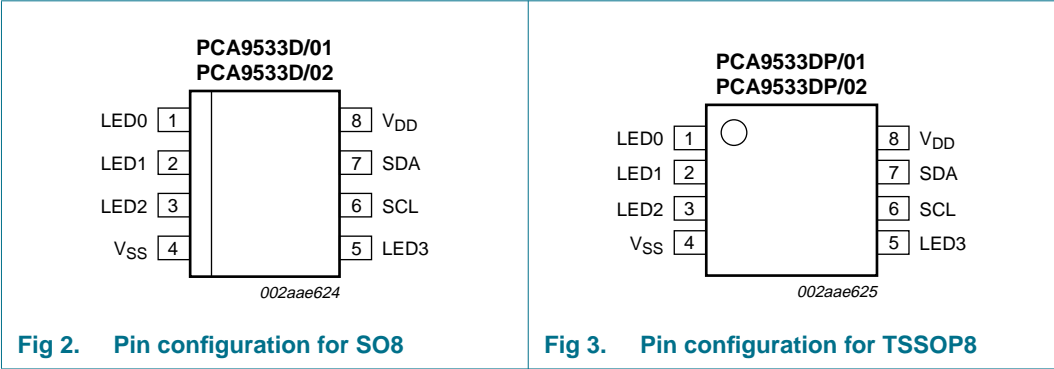 PCA9533D/01
PCA9533D/02
LED0 1 8 VDD
LED1 2 7 SDA
LED2 3 6 SCL
VSS 4 5 LED3
002aae624
Fig 2. Pin configuration for SO8
PCA9533DP/01
PCA9533DP/02
LED0 1 8 VDD
LED1 2 7 SDA
LED2 3 6 SCL
VSS 4 5 LED3
002aae625
Fig 3. Pin configuration for TSSOP8